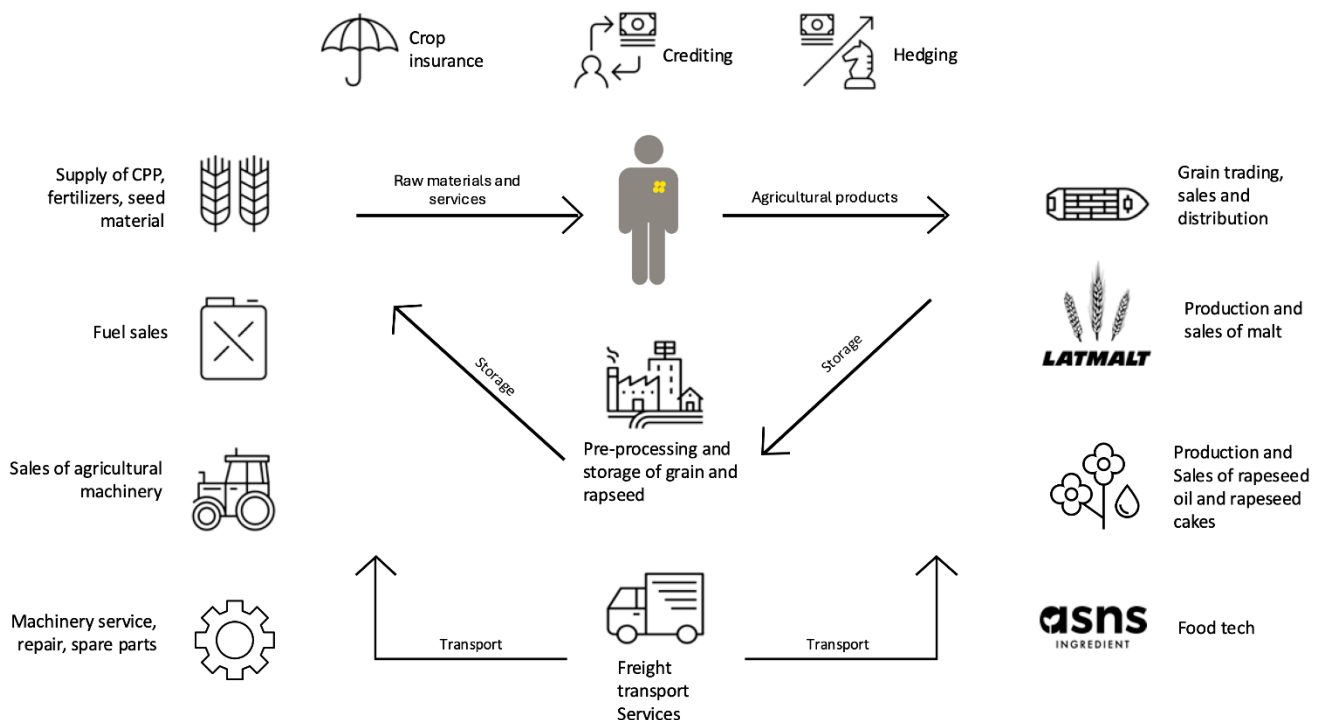 Crop
insurance
Crediting
Hedging
Supply of CPP,
fertilizers, seed
material
Raw materials and
services
Agricultural products
Grain trading,
sales and
distribution
Fuel sales
Storage
Storage
Production and
sales of malt
LATMALT
Sales of agricultural
machinery
Pre-processing and
storage of grain and
rapseed
Production and
Sales of rapeseed
oil and rapeseed
cakes
Machinery service,
repair, spare parts
Transport
Freight
transport
Services
Transport
asns
INGREDIENT
Food tech